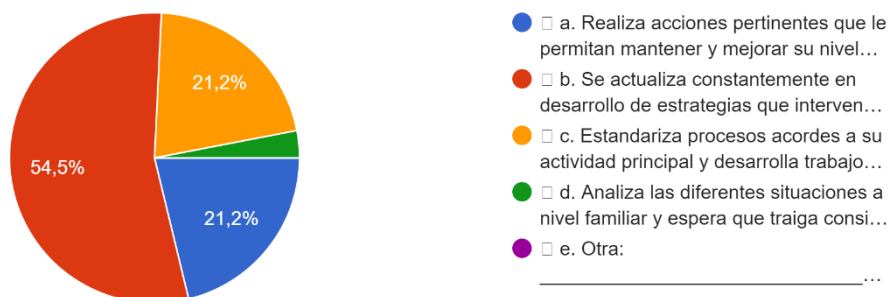 21,2%
54,5%
21,2%
□ a. Realiza acciones pertinentes que le
permitan mantener y mejorar su nivel…
□ b. Se actualiza constantemente en
desarrollo de estrategias que interven…
□ c. Estandariza procesos acordes a su
actividad principal y desarrolla trabajo…
□ d. Analiza las diferentes situaciones a
nivel familiar y espera que traiga consi…
□ e. Otra:
______________________________…